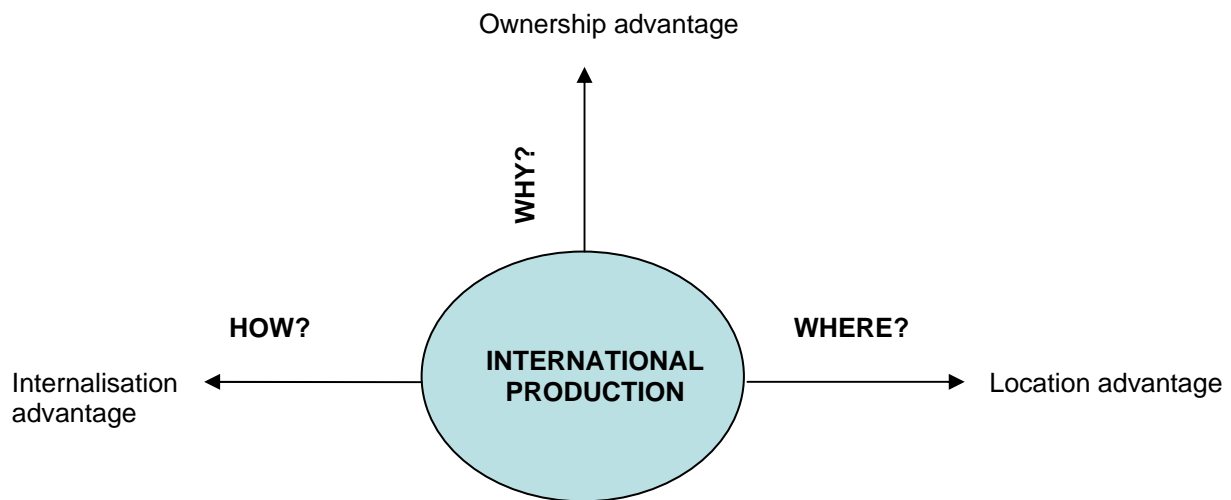 Ownership advantage
WHY?
HOW?
WHERE?
INTERNATIONAL
PRODUCTION
Internalisation
advantage
Location advantage